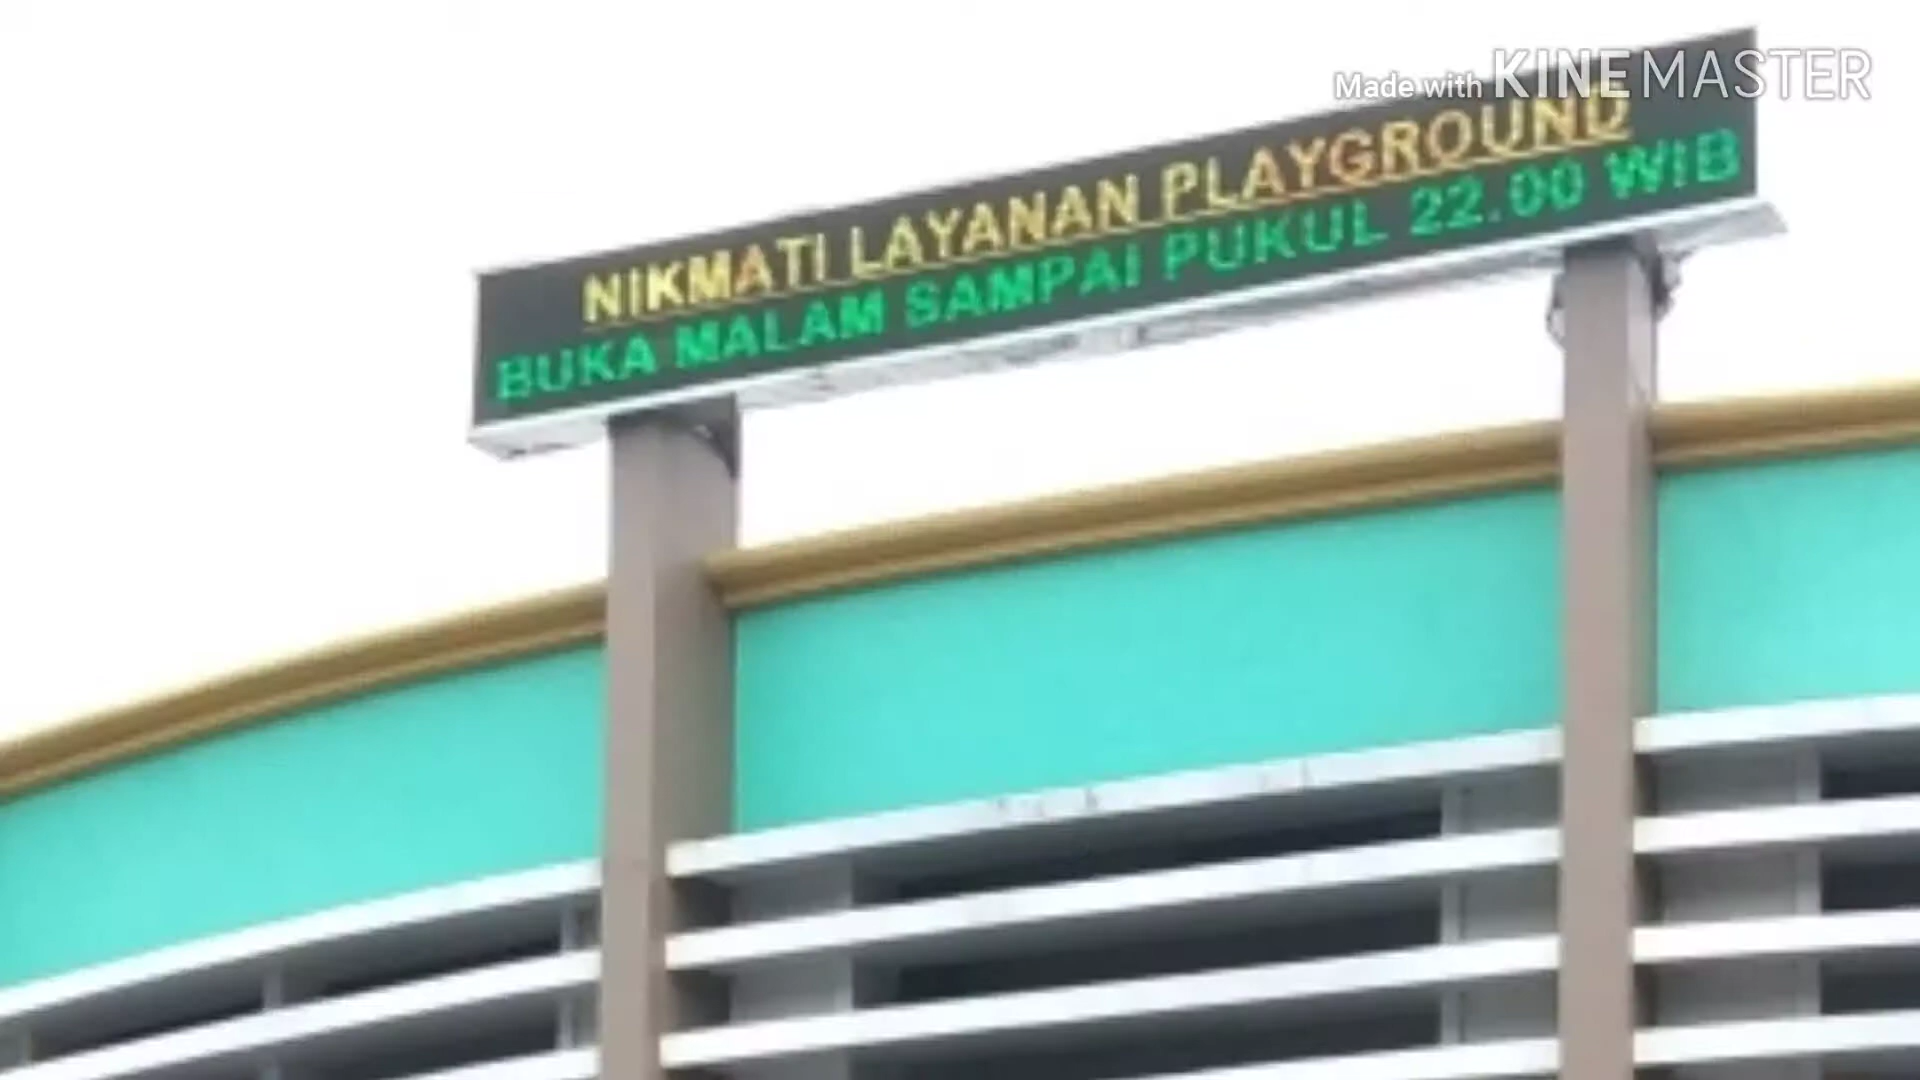 Made with KINEMASTER
NIKMATI LAYANAN PLAYGROUND
BUKA MALAM SAMPAI PUKUL 22.00 WIB